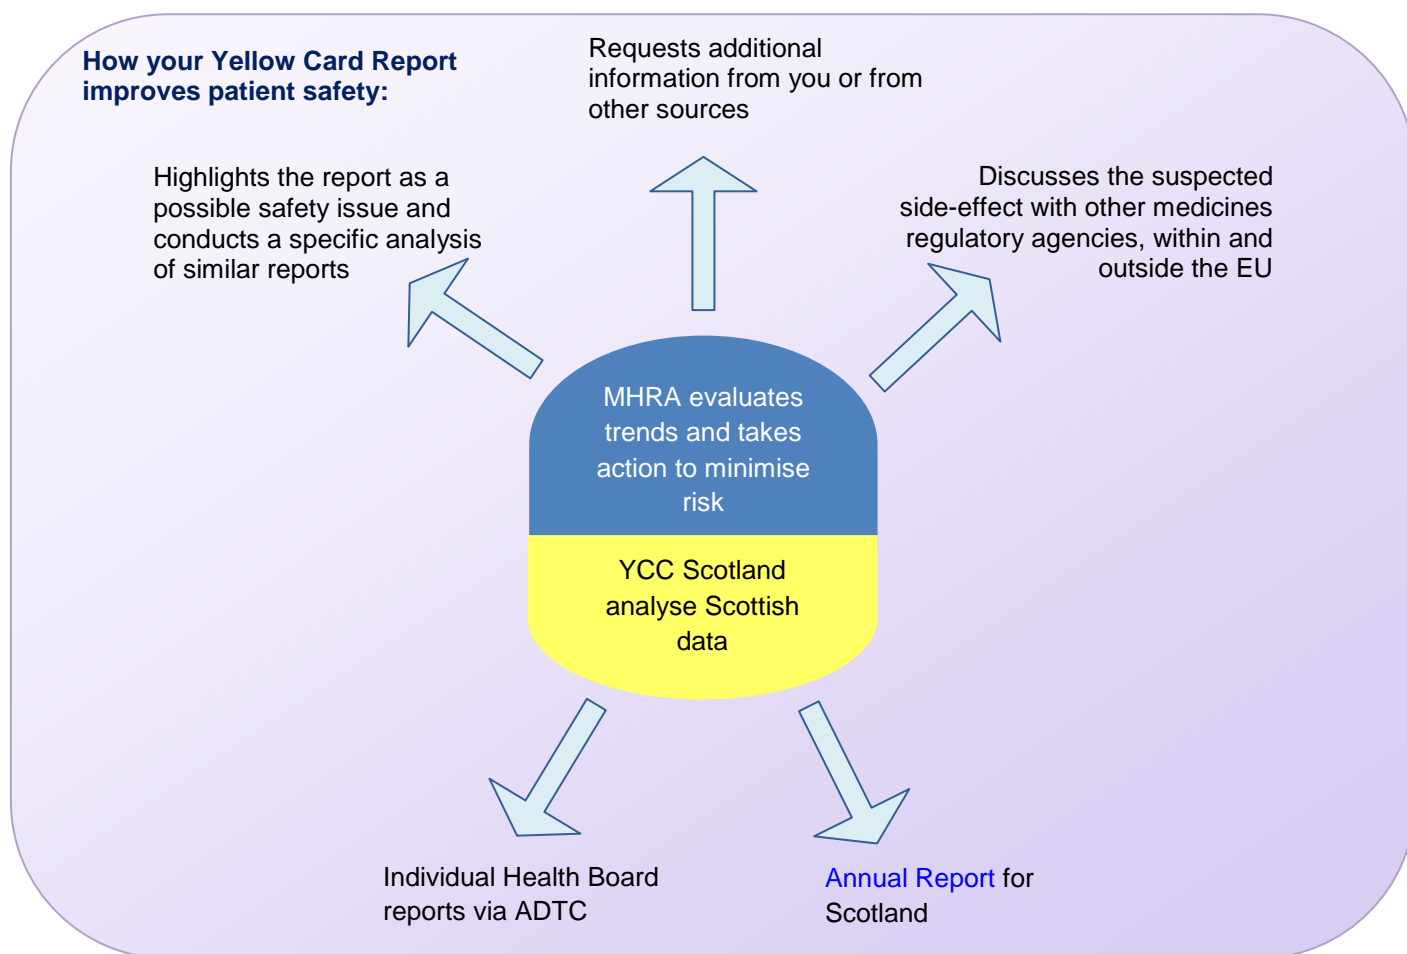 How your Yellow Card Report
improves patient safety:
Requests additional
information from you or from
other sources
Highlights the report as a
possible safety issue and
conducts a specific analysis
of similar reports
Discusses the suspected
side-effect with other medicines
regulatory agencies, within and
outside the EU
MHRA evaluates
trends and takes
action to minimise
risk
YCC Scotland
analyse Scottish
data
Individual Health Board
reports via ADTC
Annual Report for
Scotland